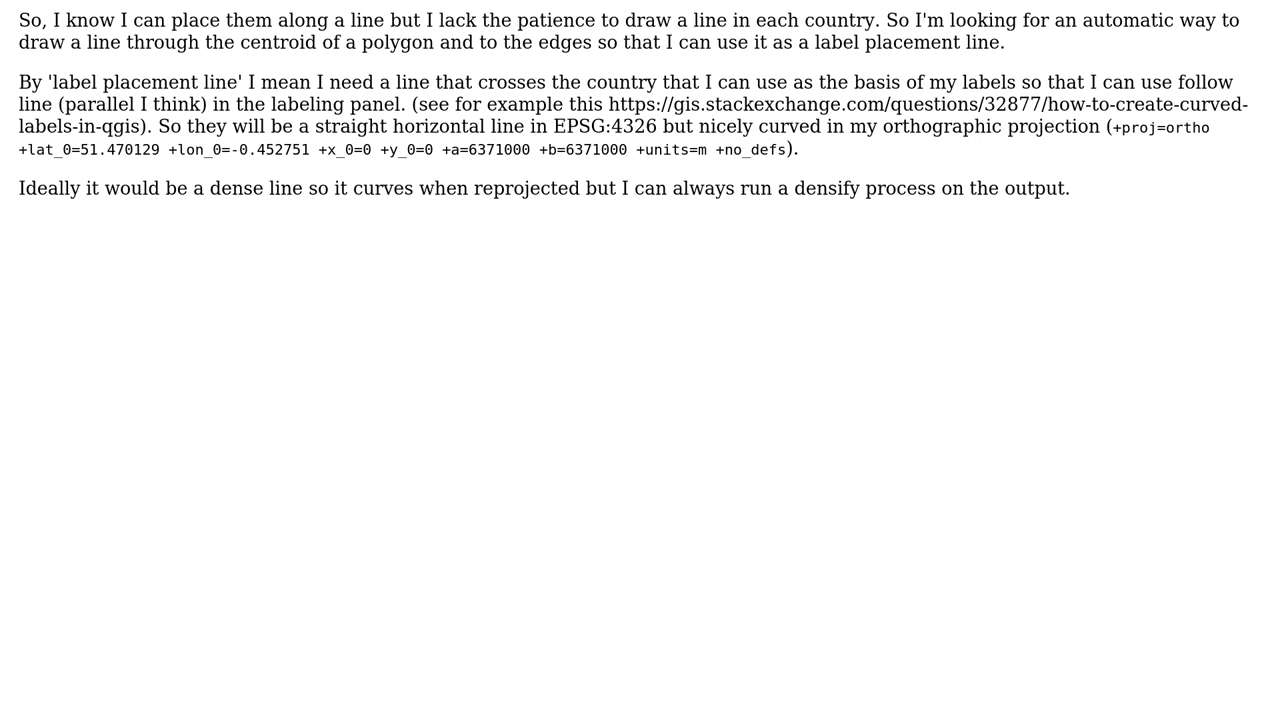 So, I know I can place them along a line but I lack the patience to draw a line in each country. So I'm looking for an automatic way to
draw a line through the centroid of a polygon and to the edges so that I can use it as a label placement line.
By 'label placement line' I mean I need a line that crosses the country that I can use as the basis of my labels so that I can use follow
line (parallel I think) in the labeling panel. (see for example this https://gis.stackexchange.com/questions/32877/how-to-create-curved-
labels-in-qgis). So they will be a straight horizontal line in EPSG:4326 but nicely curved in my orthographic projection (+proj=ortho
+lat_0=51.470129 +lon_0=-0.452751 +x_0=0 +y_0=0 +a=6371000 +b=6371000 +units=m +no_defs).
Ideally it would be a dense line so it curves when reprojected but I can always run a densify process on the output.